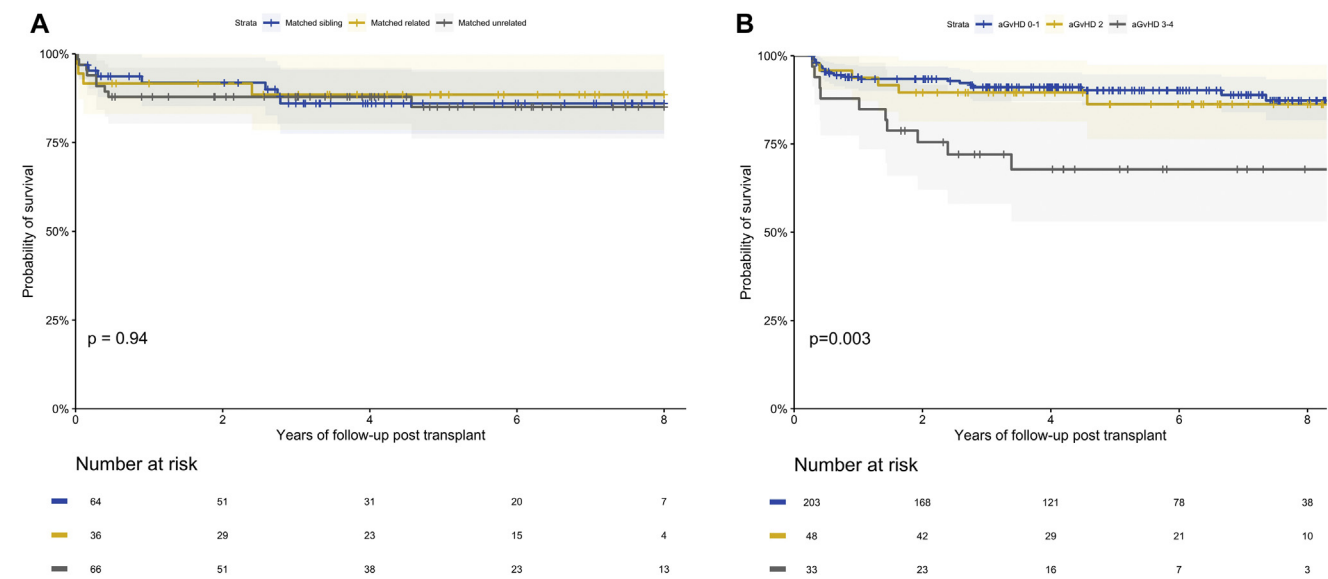 A
Strata Matched sibling Matched related Matched unrelated
100%
75%
50%
25%
0%
Probability of survival
p = 0.94
0 2 4 6 8
Years of follow-up post transplant
Number at risk
64 51 31 20 7
36 29 23 15 4
66 51 38 23 13
B
Strata aGvHD 0-1 aGvHD 2 aGvHD 3-4
100%
75%
50%
25%
0%
Probability of survival
p=0.003
0 2 4 6 8
Years of follow-up post transplant
Number at risk
203 168 121 78 38
48 42 29 21 10
33 23 16 7 3